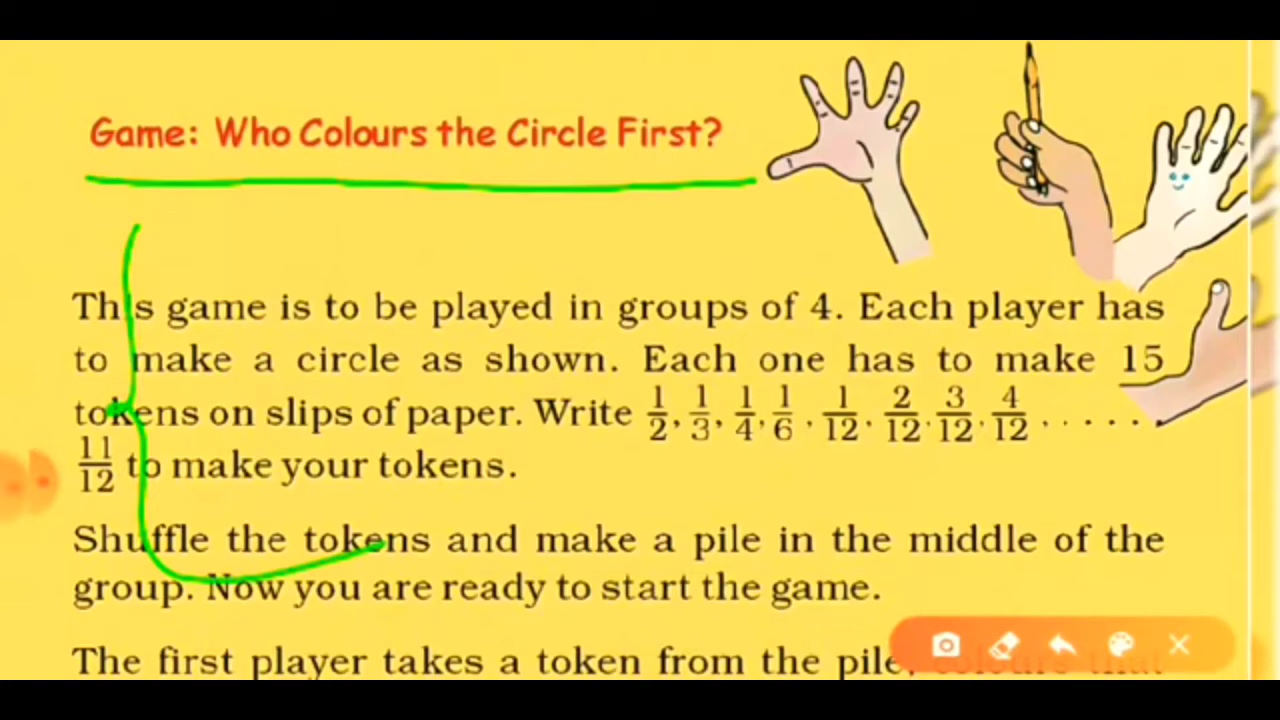 Game: Who Colours the Circle First?
This game is to be played in groups of 4. Each player has
to make a circle as shown. Each one has to make 15
tokens on slips of paper. Write 1/2, 1/3, 1/4, 1/6, 1/12, 2/12, 3/12, 4/12 . . . . . .
11/12 to make your tokens.
Shuffle the tokens and make a pile in the middle of the
group. Now you are ready to start the game.
The first player takes a token from the pile, colours that